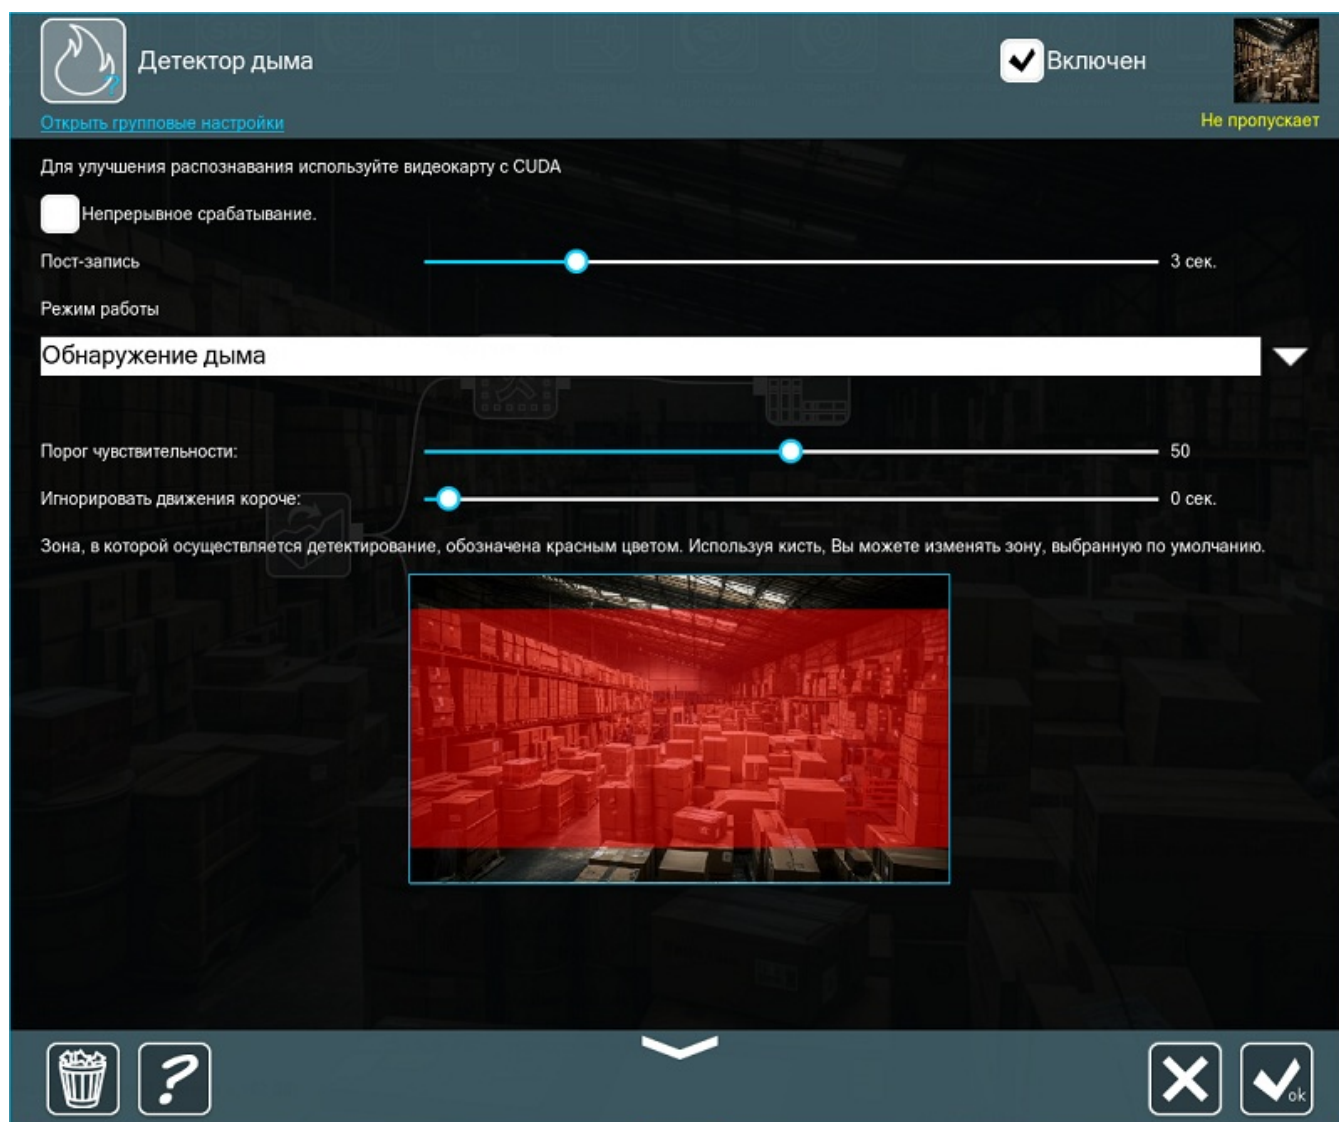 Детектор дыма
Включен
Открыть групповые настройки
Не пропускает
Для улучшения распознавания используйте видеокарту с CUDA
Непрерывное срабатывание.
Пост-запись 3 сек.
Режим работы
Обнаружение дыма
Порог чувствительности: 50
Игнорировать движения короче: 0 сек.
Зона, в которой осуществляется детектирование, обозначена красным цветом. Используя кисть, Вы можете изменять зону, выбранную по умолчанию.
ok